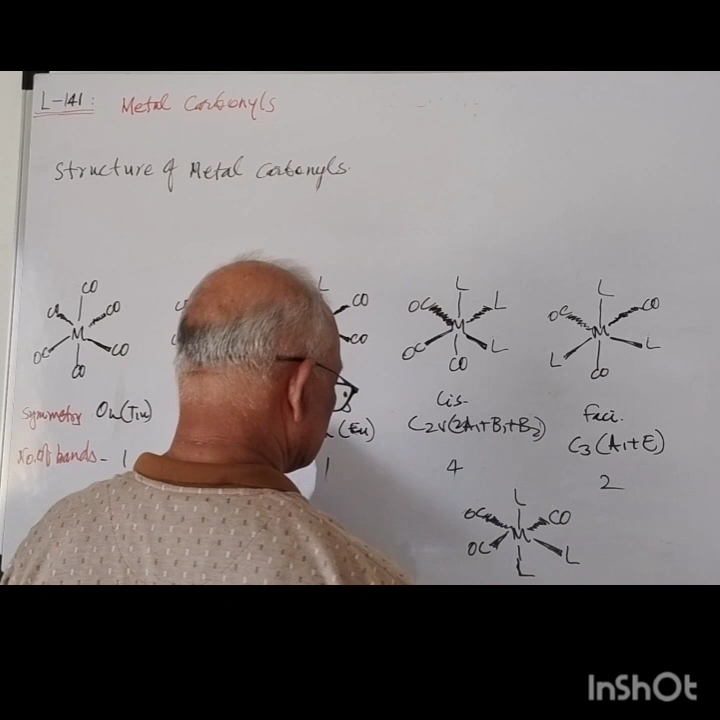 L-141: Metal Carbonyls
Structure of Metal Carbonyls.
CO
CO
OC
M
CO
CO
L
CO
CO
L
OC
L
M
OC
L
CO
L
OC
CO
M
L
L
CO
Symmetry Oh(T1u)
(Eu)
Cis-
C2v(2A1+B1+B2)
Faci.
C3(A1+E)
No. of bands - 1
1
4
2
L
OC
CO
M
OC
L
L
InShOt